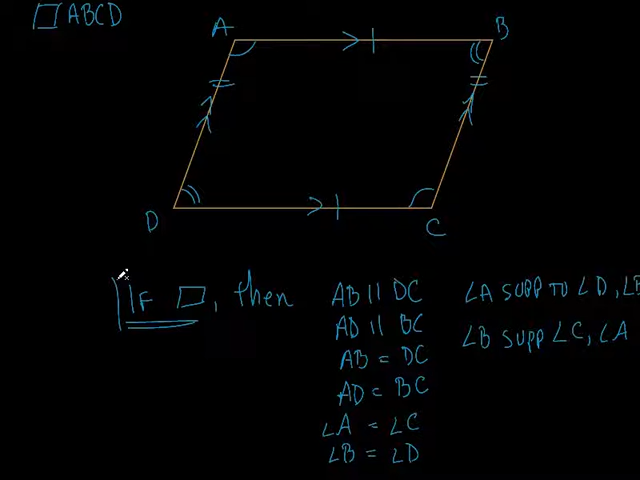 ▱ABCD
A
B
D
C
IF ▱, then
AB || DC
AD || BC
AB = DC
AD = BC
∠A = ∠C
∠B = ∠D
∠A SUPP TO ∠D, ∠B
∠B SUPP ∠C, ∠A